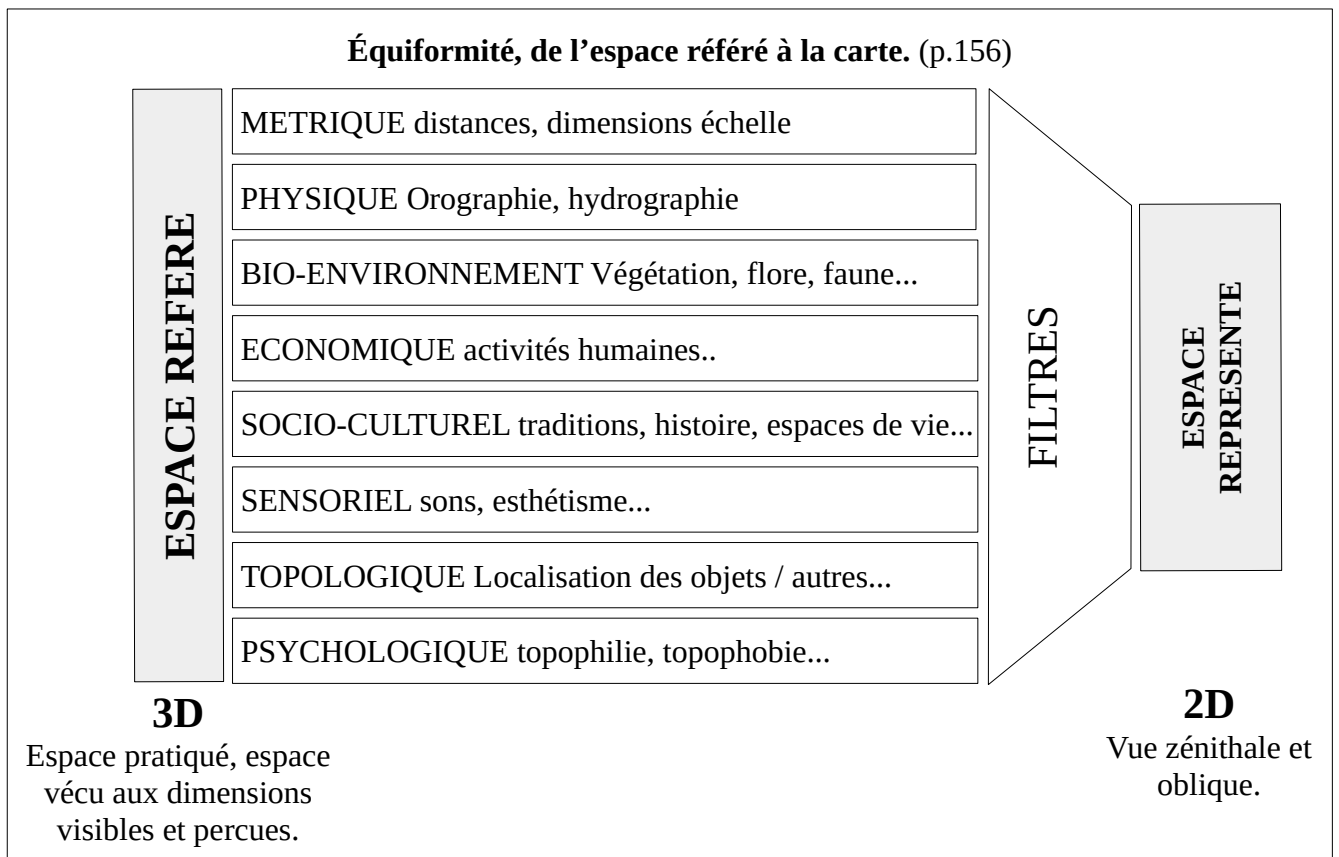 Équiformité, de l’espace référé à la carte. (p.156)
ESPACE REFERE
METRIQUE distances, dimensions échelle
PHYSIQUE Orographie, hydrographie
BIO-ENVIRONNEMENT Végétation, flore, faune...
ECONOMIQUE activités humaines..
SOCIO-CULTUREL traditions, histoire, espaces de vie...
SENSORIEL sons, esthétisme...
TOPOLOGIQUE Localisation des objets / autres...
PSYCHOLOGIQUE topophilie, topophobie...
FILTRES
ESPACE
REPRESENTE
3D
Espace pratiqué, espace
vécu aux dimensions
visibles et percues.
2D
Vue zénithale et
oblique.